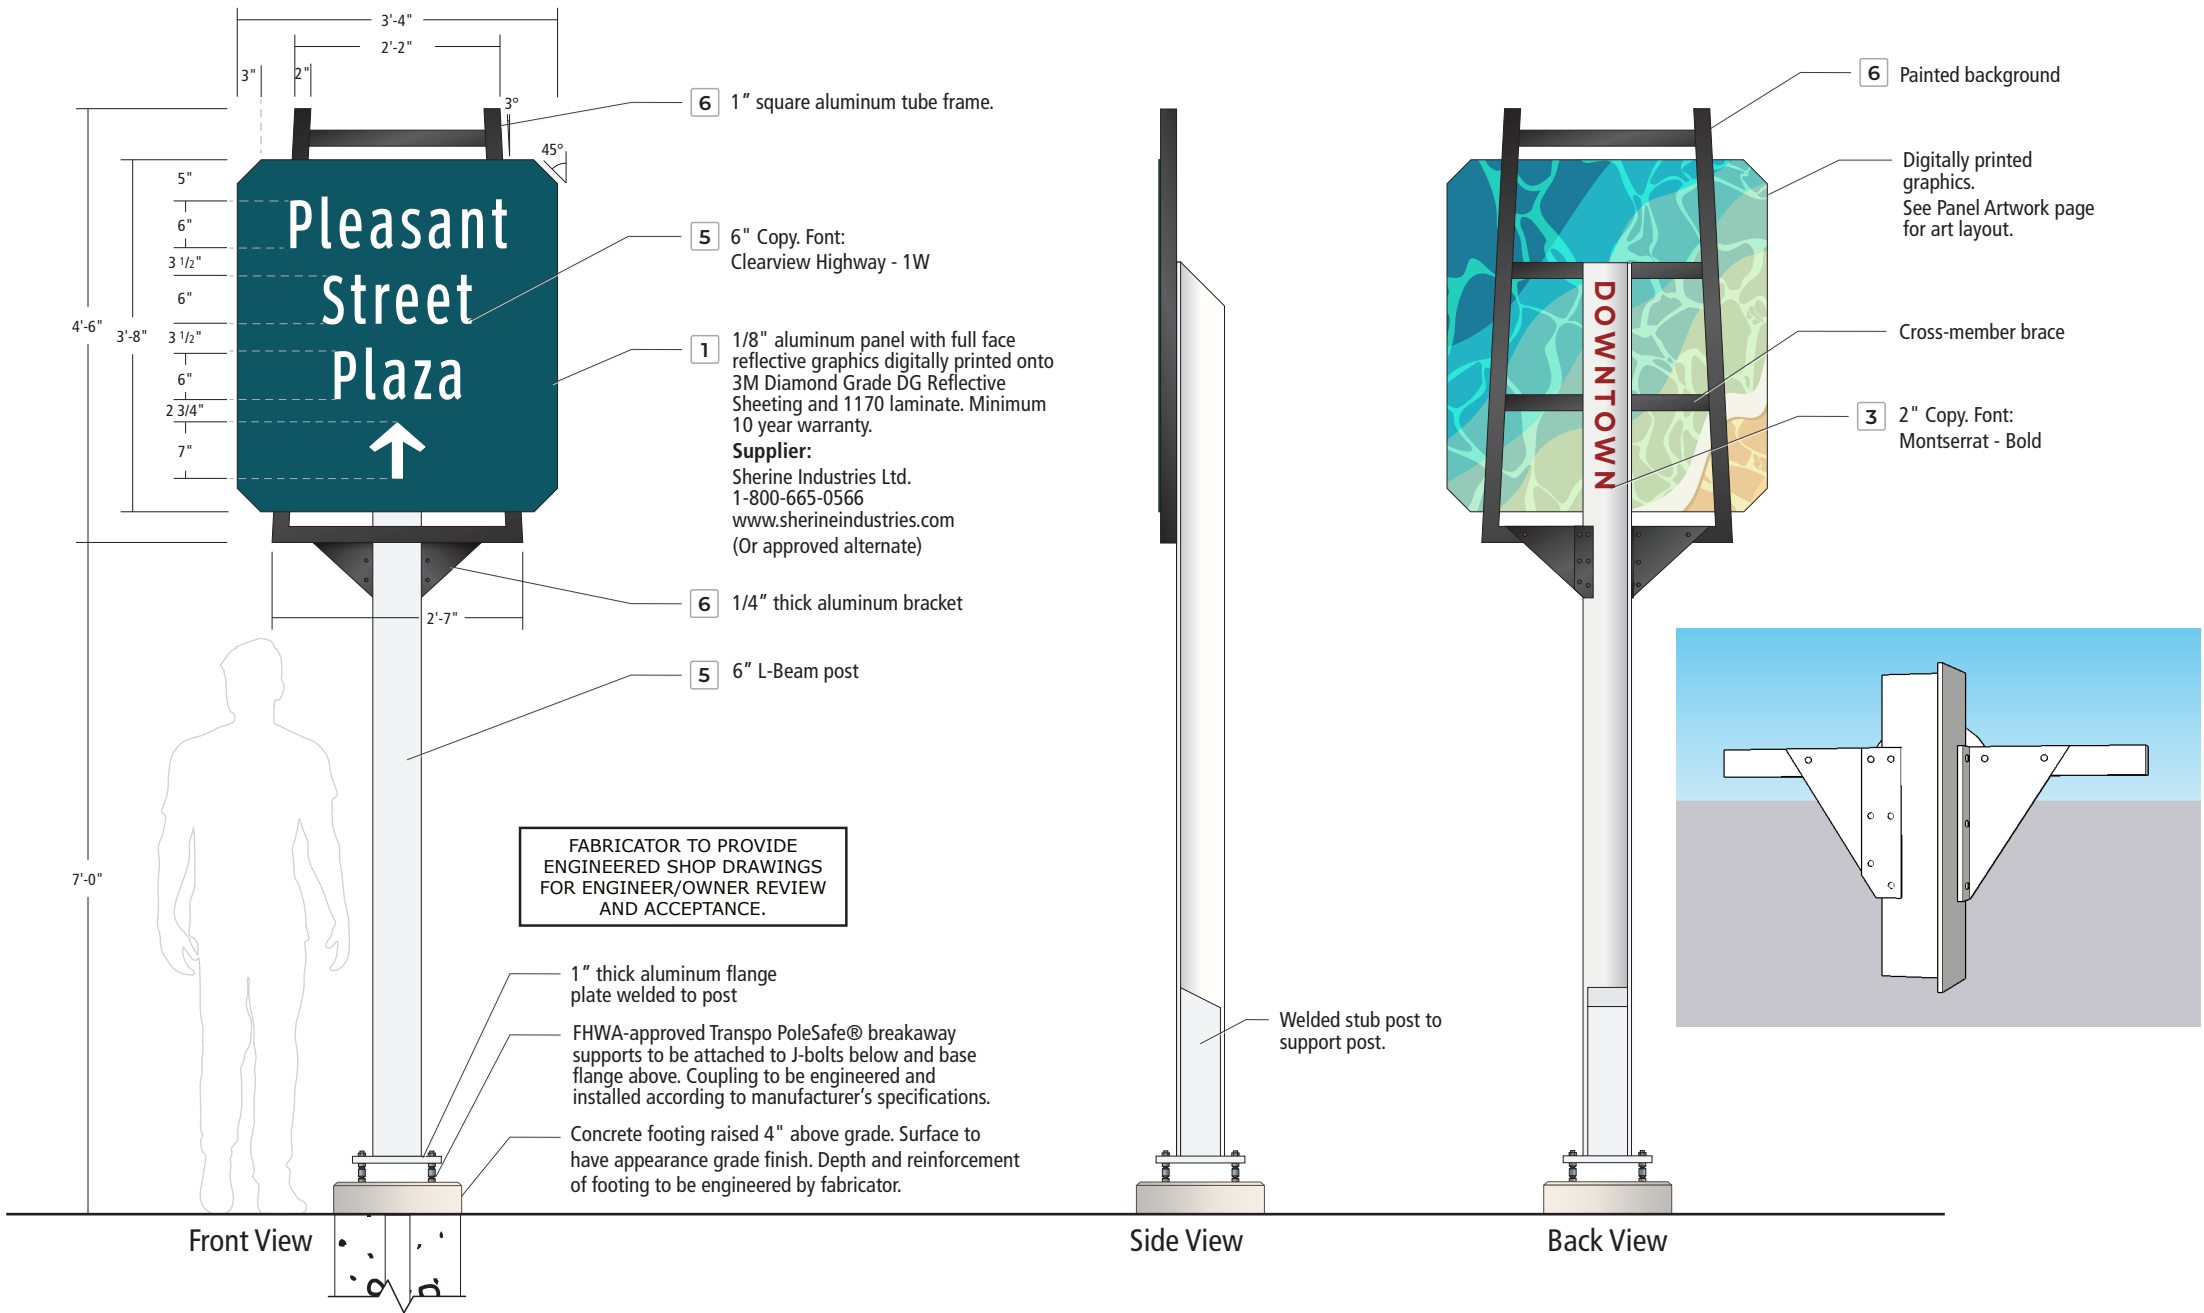 3'-4"
2'-2"
3"
2"
3°
45°
5"
6"
3 1/2"
6"
3 1/2"
6"
2 3/4"
7"
4'-6"
3'-8"
7'-0"
2'-7"
Pleasant
Street
Plaza
6 1" square aluminum tube frame.
5 6" Copy. Font:
Clearview Highway - 1W
1 1/8" aluminum panel with full face
reflective graphics digitally printed onto
3M Diamond Grade DG Reflective
Sheeting and 1170 laminate. Minimum
10 year warranty.
Supplier:
Sherine Industries Ltd.
1-800-665-0566
www.sherineindustries.com
(Or approved alternate)
6 1/4" thick aluminum bracket
5 6" L-Beam post
FABRICATOR TO PROVIDE
ENGINEERED SHOP DRAWINGS
FOR ENGINEER/OWNER REVIEW
AND ACCEPTANCE.
1" thick aluminum flange
plate welded to post
FHWA-approved Transpo PoleSafe® breakaway
supports to be attached to J-bolts below and base
flange above. Coupling to be engineered and
installed according to manufacturer's specifications.
Concrete footing raised 4" above grade. Surface to
have appearance grade finish. Depth and reinforcement
of footing to be engineered by fabricator.
Front View
Welded stub post to
support post.
Side View
DOWNTOWN
6 Painted background
Digitally printed
graphics.
See Panel Artwork page
for art layout.
Cross-member brace
3 2" Copy. Font:
Montserrat - Bold
Back View